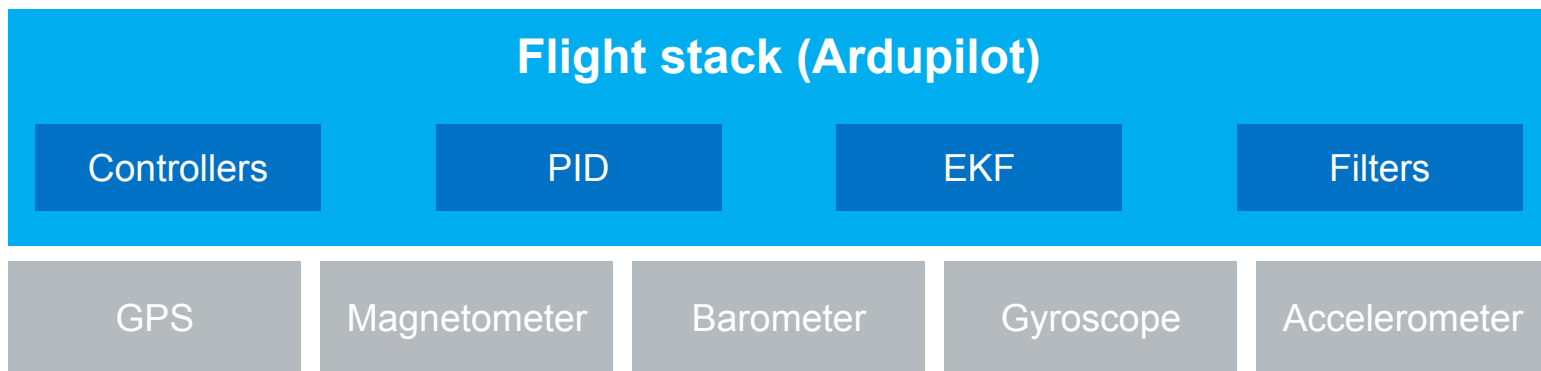 Flight stack (Ardupilot)
Controllers PID EKF Filters
GPS Magnetometer Barometer Gyroscope Accelerometer